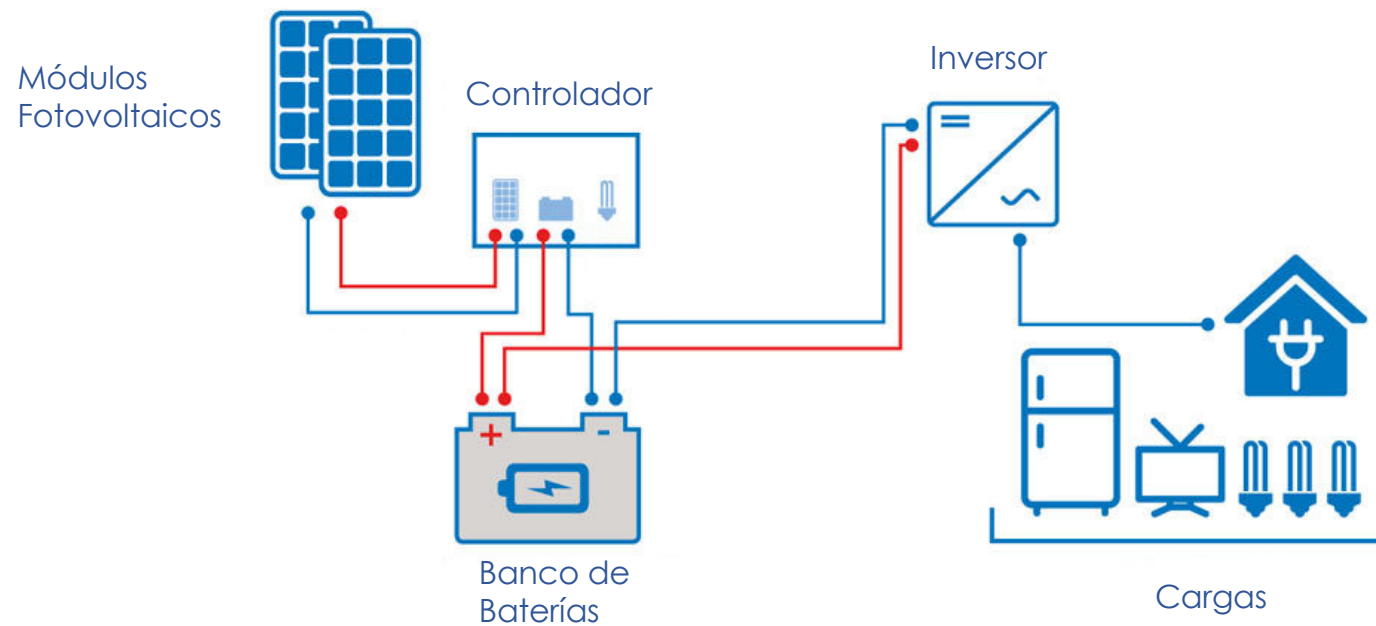 Módulos
Fotovoltaicos
Controlador
Inversor
+
-
Banco de
Baterías
Cargas